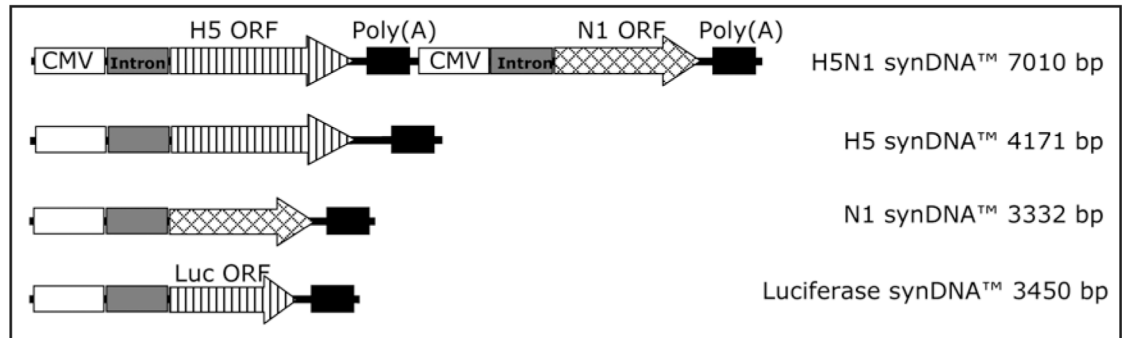 H5 ORF Poly(A) N1 ORF Poly(A)
CMV Intron CMV Intron H5N1 synDNA™ 7010 bp
H5 synDNA™ 4171 bp
N1 synDNA™ 3332 bp
Luc ORF
Luciferase synDNA™ 3450 bp